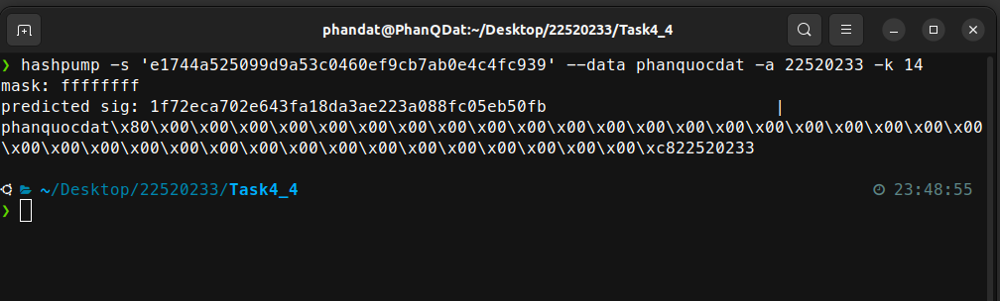 phandat@PhanQDat:~/Desktop/22520233/Task4_4
❯ hashpump -s 'e1744a525099d9a53c0460ef9cb7ab0e4c4fc939' --data phanquocdat -a 22520233 -k 14
mask: ffffffff
predicted sig: 1f72eca702e643fa18da3ae223a088fc05eb50fb |
phanquocdat\x80\x00\x00\x00\x00\x00\x00\x00\x00\x00\x00\x00\x00\x00\x00\x00\x00\x00\x00\x00\x00\x00
\x00\x00\x00\x00\x00\x00\x00\x00\x00\x00\x00\x00\x00\x00\x00\x00\xc822520233
~/Desktop/22520233/Task4_4 23:48:55
❯